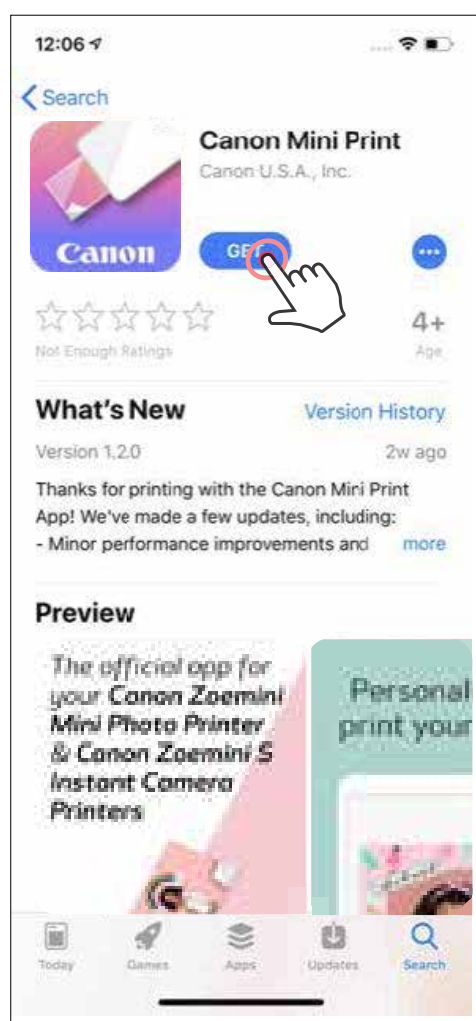 12:06
Search
Canon Mini Print
Canon U.S.A., Inc.
Canon
GET
4+
Not Enough Ratings
Age
What's New
Version History
Version 1.2.0
2w ago
Thanks for printing with the Canon Mini Print
App! We've made a few updates, including:
- Minor performance improvements and more
Preview
The official app for
your Canon Zoemini
Mini Photo Printer
& Canon Zoemini S
Instant Camera
Printers
Personal
print your
Today
Games
Apps
Updates
Search